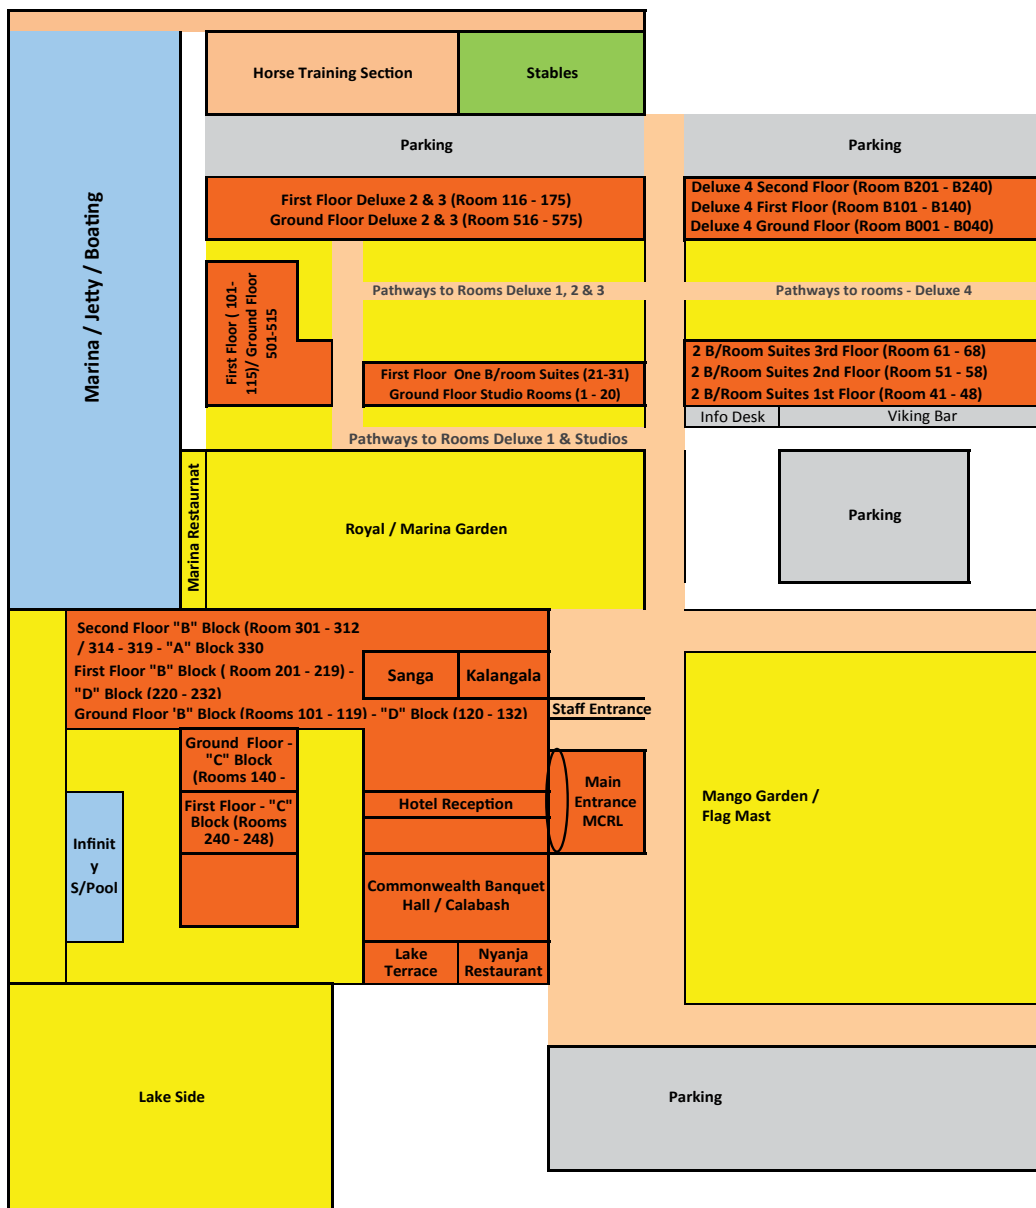 Horse Training Section
Stables
Parking
Parking
Marina / Jetty / Boating
First Floor Deluxe 2 & 3 (Room 116 - 175)
Ground Floor Deluxe 2 & 3 (Room 516 - 575)
Deluxe 4 Second Floor (Room B201 - B240)
Deluxe 4 First Floor (Room B101 - B140)
Deluxe 4 Ground Floor (Room B001 - B040)
First Floor ( 101-
115)/ Ground Floor
501-515
Pathways to Rooms Deluxe 1, 2 & 3
Pathways to rooms - Deluxe 4
First Floor One B/room Suites (21-31)
Ground Floor Studio Rooms (1 - 20)
2 B/Room Suites 3rd Floor (Room 61 - 68)
2 B/Room Suites 2nd Floor (Room 51 - 58)
2 B/Room Suites 1st Floor (Room 41 - 48)
Info Desk
Viking Bar
Pathways to Rooms Deluxe 1 & Studios
Marina Restaurnat
Royal / Marina Garden
Parking
Second Floor "B" Block (Room 301 - 312
/ 314 - 319 - "A" Block 330
First Floor "B" Block ( Room 201 - 219) -
"D" Block (220 - 232)
Ground Floor 'B" Block (Rooms 101 - 119) - "D" Block (120 - 132)
Sanga
Kalangala
Staff Entrance
Ground Floor -
"C" Block
(Rooms 140 -
First Floor - "C"
Block (Rooms
240 - 248)
Hotel Reception
Main
Entrance
MCRL
Mango Garden /
Flag Mast
Infinit
y
S/Pool
Commonwealth Banquet
Hall / Calabash
Lake
Terrace
Nyanja
Restaurant
Lake Side
Parking